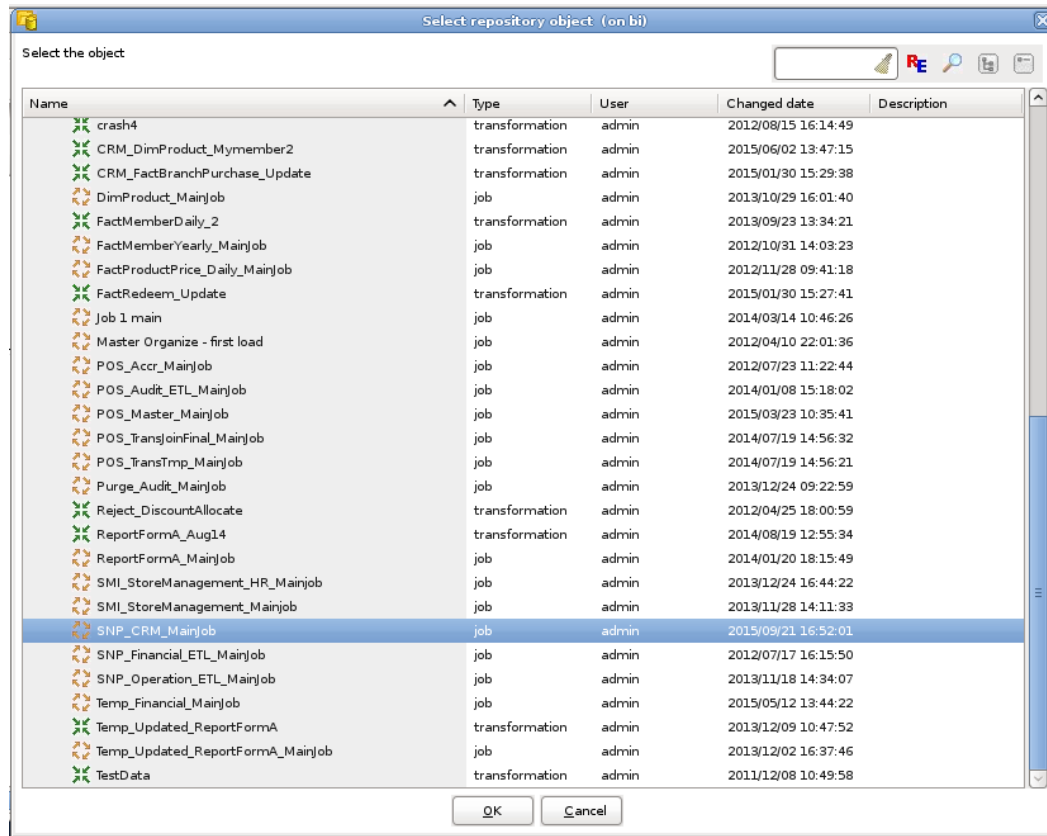 Select repository object (on bi)
Select the object
RE
Name Type User Changed date Description
crash4 transformation admin 2012/08/15 16:14:49
CRM_DimProduct_Mymember2 transformation admin 2015/06/02 13:47:15
CRM_FactBranchPurchase_Update transformation admin 2015/01/30 15:29:38
DimProduct_MainJob job admin 2013/10/29 16:01:40
FactMemberDaily_2 transformation admin 2013/09/23 13:34:21
FactMemberYearly_MainJob job admin 2012/10/31 14:03:23
FactProductPrice_Daily_MainJob job admin 2012/11/28 09:41:18
FactRedeem_Update transformation admin 2015/01/30 15:27:41
Job 1 main job admin 2014/03/14 10:46:26
Master Organize - first load job admin 2012/04/10 22:01:36
POS_Accr_MainJob job admin 2012/07/23 11:22:44
POS_Audit_ETL_MainJob job admin 2014/01/08 15:18:02
POS_Master_MainJob job admin 2015/03/23 10:35:41
POS_TransJoinFinal_MainJob job admin 2014/07/19 14:56:32
POS_TransTmp_MainJob job admin 2014/07/19 14:56:21
Purge_Audit_MainJob job admin 2013/12/24 09:22:59
Reject_DiscountAllocate transformation admin 2012/04/25 18:00:59
ReportFormA_Aug14 transformation admin 2014/08/19 12:55:34
ReportFormA_MainJob job admin 2014/01/20 18:15:49
SMI_StoreManagement_HR_Mainjob job admin 2013/12/24 16:44:22
SMI_StoreManagement_Mainjob job admin 2013/11/28 14:11:33
SNP_CRM_MainJob job admin 2015/09/21 16:52:01
SNP_Financial_ETL_MainJob job admin 2012/07/17 16:15:50
SNP_Operation_ETL_MainJob job admin 2013/11/18 14:34:07
Temp_Financial_MainJob job admin 2015/05/12 13:44:22
Temp_Updated_ReportFormA transformation admin 2013/12/09 10:47:52
Temp_Updated_ReportFormA_MainJob job admin 2013/12/02 16:37:46
TestData transformation admin 2011/12/08 10:49:58
OK Cancel